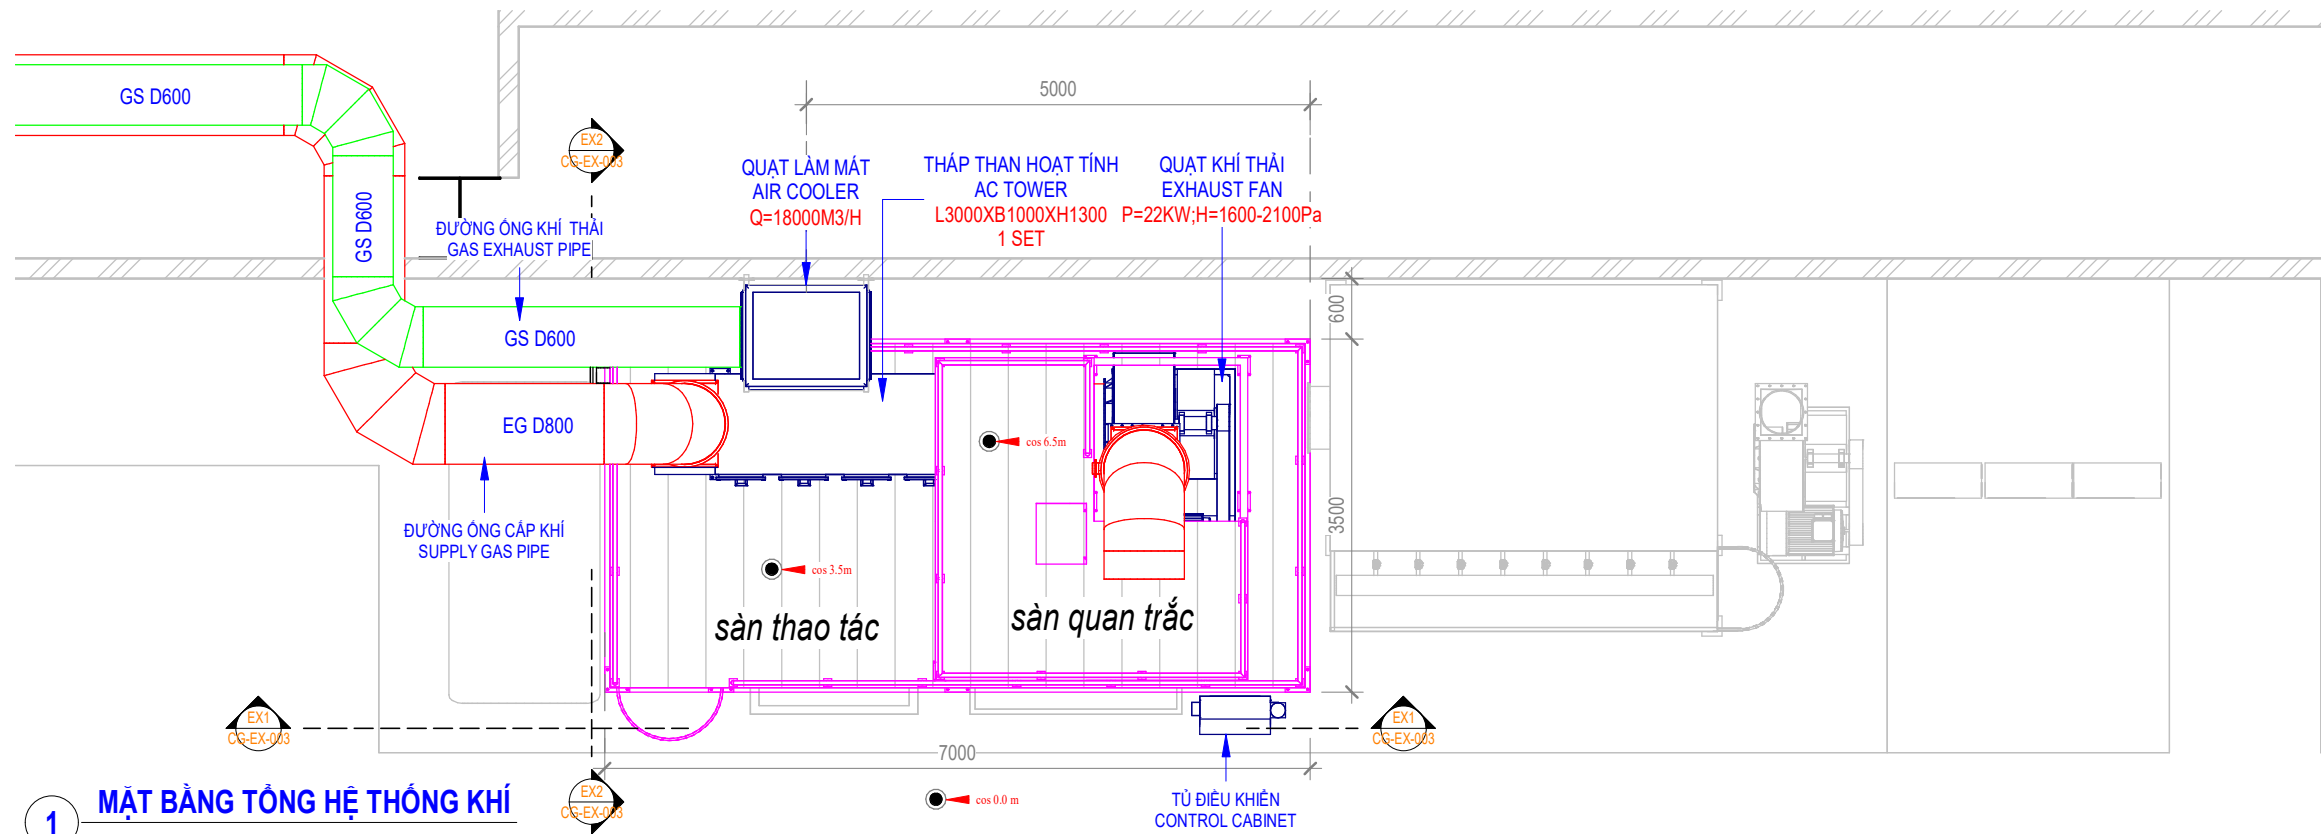 GS D600
5000
EX2
CG-EX-003
QUẠT LÀM MÁT
AIR COOLER
Q=18000M3/H
THÁP THAN HOẠT TÍNH
AC TOWER
L3000XB1000XH1300
1 SET
QUẠT KHÍ THẢI
EXHAUST FAN
P=22KW;H=1600-2100Pa
GS D600
ĐƯỜNG ỐNG KHÍ THẢI
GAS EXHAUST PIPE
600
GS D600
EG D800
cos 6.5m
3500
ĐƯỜNG ỐNG CẤP KHÍ
SUPPLY GAS PIPE
cos 3.5m
sàn thao tác
sàn quan trắc
EX1
CG-EX-003
EX1
CG-EX-003
7000
EX2
CG-EX-003
cos 0.0 m
TỦ ĐIỀU KHIỂN
CONTROL CABINET
1
MẶT BẰNG TỔNG HỆ THỐNG KHÍ